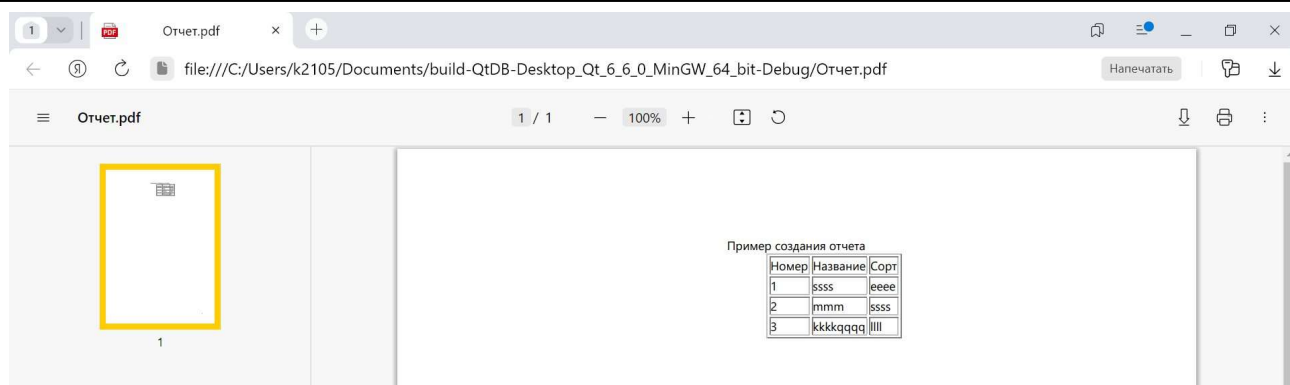 1
PDF
Отчет.pdf
Я
file:///C:/Users/k2105/Documents/build-QtDB-Desktop_Qt_6_6_0_MinGW_64_bit-Debug/Отчет.pdf
Напечатать
Отчет.pdf
1 / 1
100%
1
Пример создания отчета
Номер Название Сорт
1 ssss eeee
2 mmm ssss
3 kkkkqqqq llll